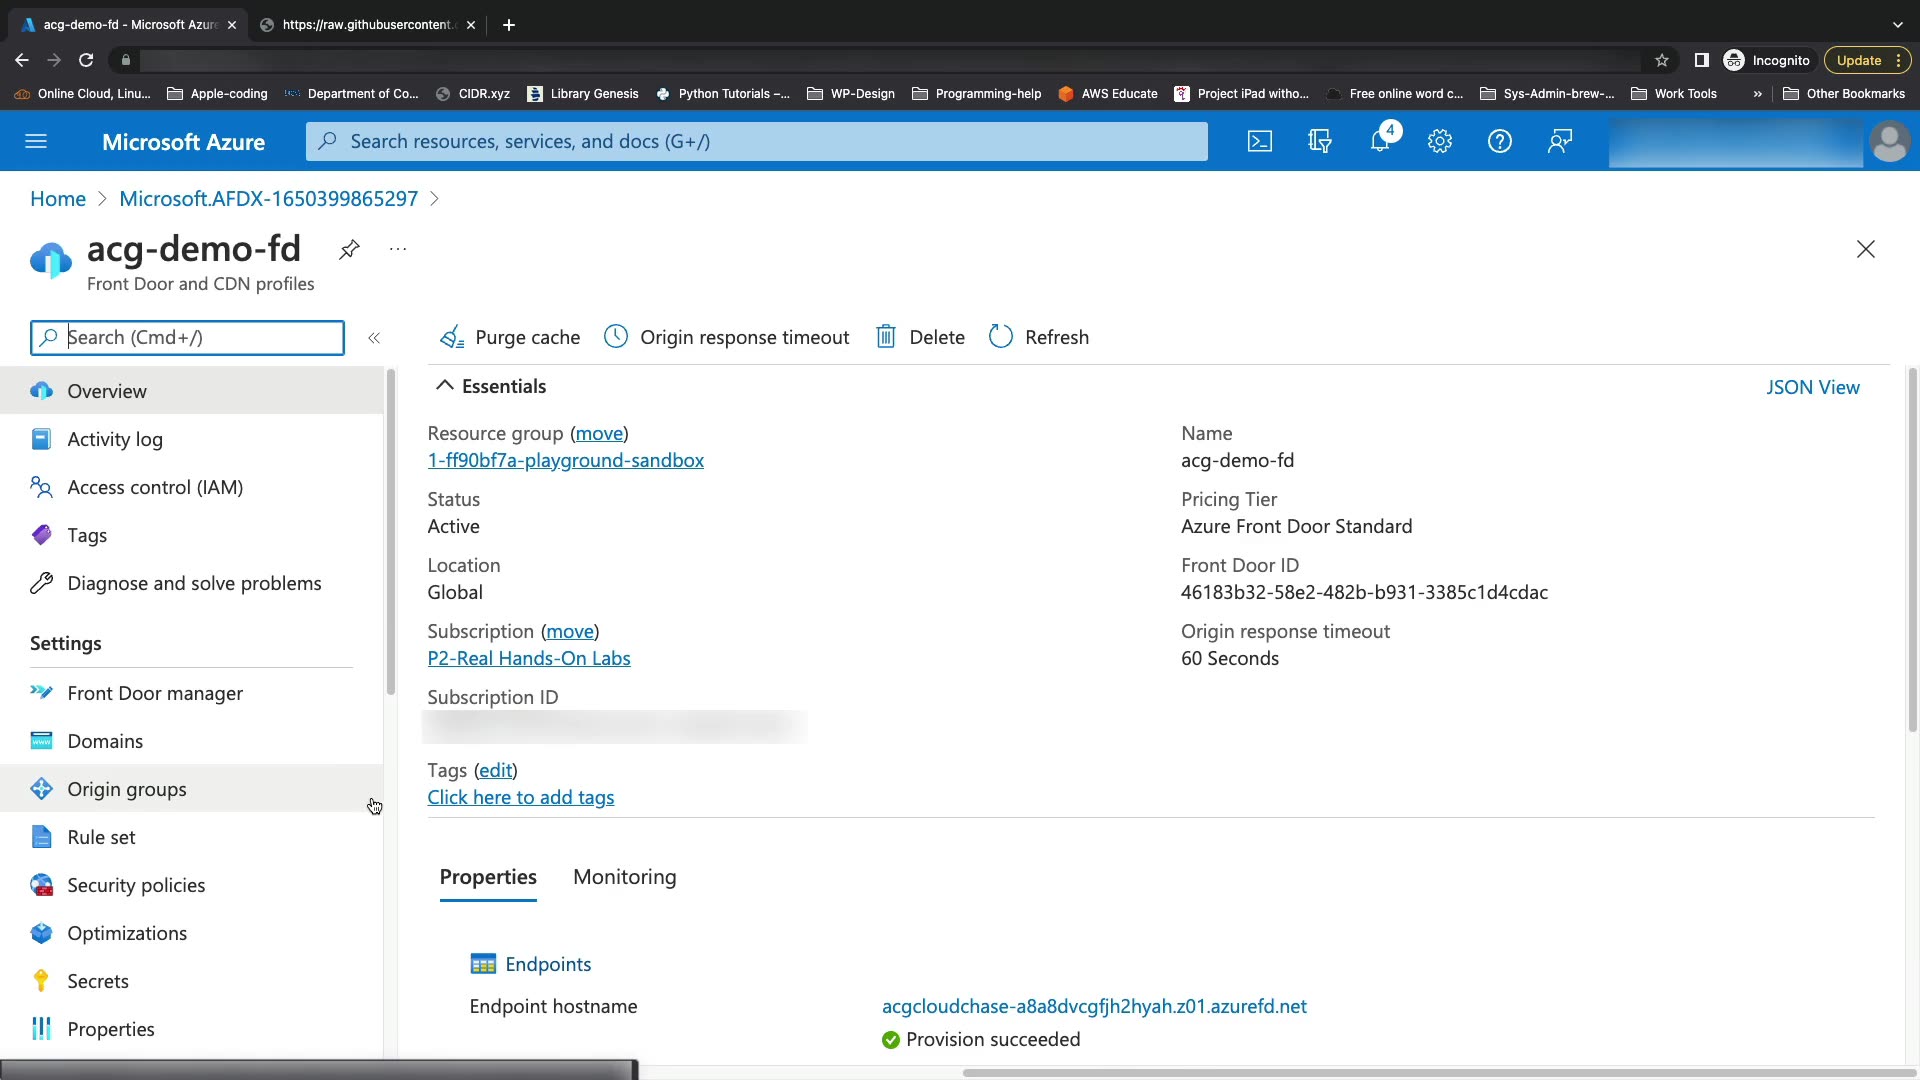 acg-demo-fd - Microsoft Azure
https://raw.githubusercontent.c
Incognito
Update
Online Cloud, Linu...
Apple-coding
Department of Co...
CIDR.xyz
Library Genesis
Python Tutorials –...
WP-Design
Programming-help
AWS Educate
Project iPad witho...
Free online word c...
Sys-Admin-brew-...
Work Tools
»
Other Bookmarks
Microsoft Azure
Search resources, services, and docs (G+/)
4
Home > Microsoft.AFDX-1650399865297 >
acg-demo-fd
...
Front Door and CDN profiles
Search (Cmd+/)
«
Purge cache
Origin response timeout
Delete
Refresh
Overview
Activity log
Access control (IAM)
Tags
Diagnose and solve problems
Settings
Front Door manager
Domains
Origin groups
Rule set
Security policies
Optimizations
Secrets
Properties
Essentials
JSON View
Resource group (move)
1-ff90bf7a-playground-sandbox
Status
Active
Location
Global
Subscription (move)
P2-Real Hands-On Labs
Subscription ID
Tags (edit)
Click here to add tags
Name
acg-demo-fd
Pricing Tier
Azure Front Door Standard
Front Door ID
46183b32-58e2-482b-b931-3385c1d4cdac
Origin response timeout
60 Seconds
Properties
Monitoring
Endpoints
Endpoint hostname
acgcloudchase-a8a8dvcgfjh2hyah.z01.azurefd.net
Provision succeeded